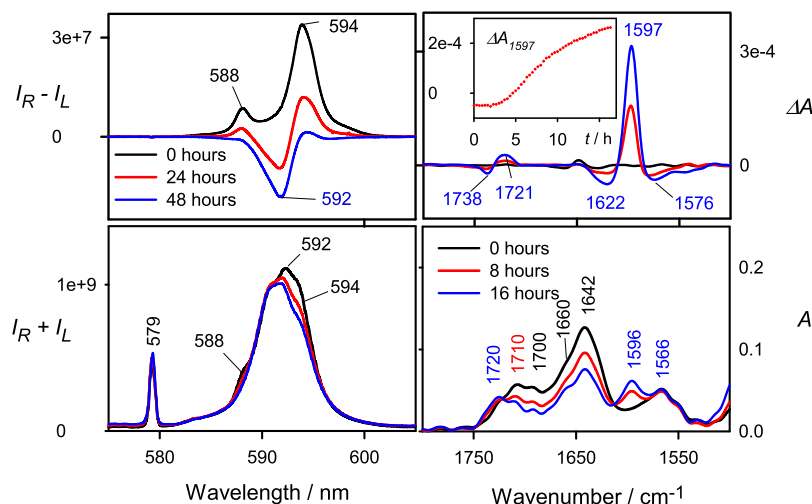 3e+7
594
588
I_R - I_L
0
0 hours
24 hours
48 hours
592
2e-4
ΔA_1597
0
0 5 10 t / h
1597
3e-4
ΔA
0
1738
1721
1622
1576
592
1e+9
594
579
588
I_R + I_L
0
580 590 600
Wavelength / nm
0 hours
8 hours
16 hours
0.2
A
0.1
0.0
1720
1710
1700
1660
1642
1596
1566
1750 1650 1550
Wavenumber / cm⁻¹